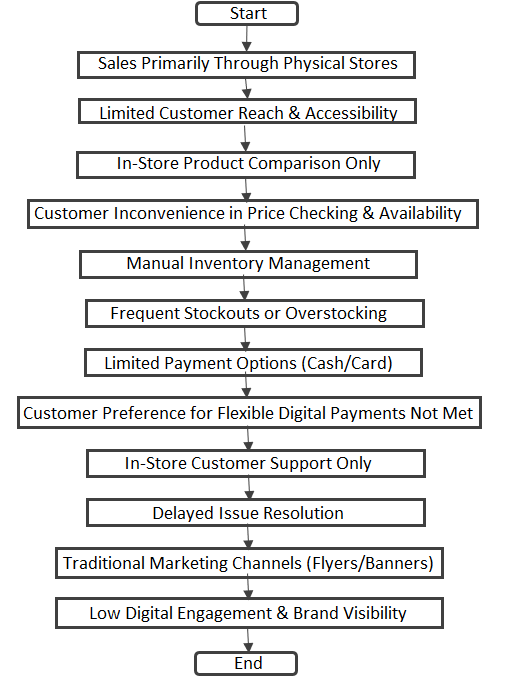 Start
Sales Primarily Through Physical Stores
Limited Customer Reach & Accessibility
In-Store Product Comparison Only
Customer Inconvenience in Price Checking & Availability
Manual Inventory Management
Frequent Stockouts or Overstocking
Limited Payment Options (Cash/Card)
Customer Preference for Flexible Digital Payments Not Met
In-Store Customer Support Only
Delayed Issue Resolution
Traditional Marketing Channels (Flyers/Banners)
Low Digital Engagement & Brand Visibility
End